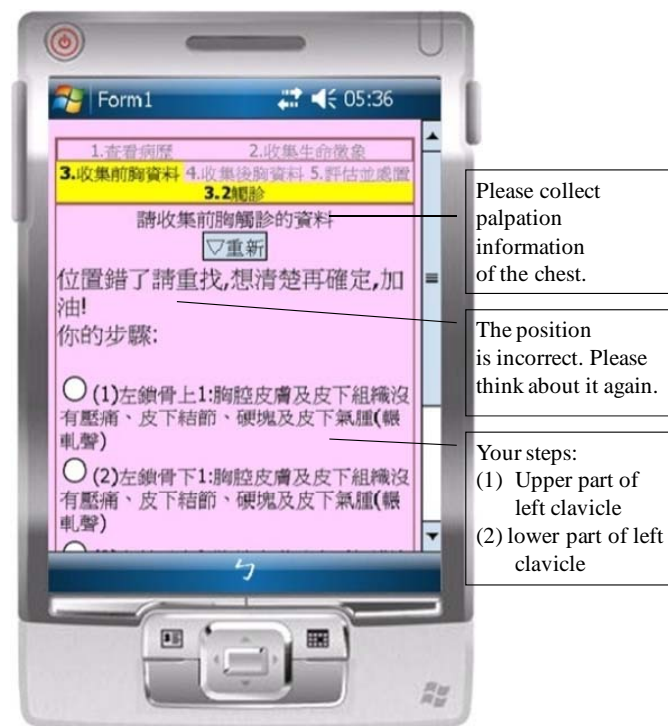 Form1
05:36
1.查看病歷 2.收集生命徵象
3.收集前胸資料 4.收集後胸資料 5.評估並處置
3.2觸診
請收集前胸觸診的資料
▽重新
位置錯了請重找,想清楚再確定,加
油!
你的步驟:
(1)左鎖骨上1:胸腔皮膚及皮下組織沒
有壓痛、皮下結節、硬塊及皮下氣腫(輾
軋聲)
(2)左鎖骨下1:胸腔皮膚及皮下組織沒
有壓痛、皮下結節、硬塊及皮下氣腫(輾
軋聲)
ㄅ
Please collect
palpation
information
of the chest.
The position
is incorrect. Please
think about it again.
Your steps:
(1) Upper part of
left clavicle
(2) lower part of left
clavicle